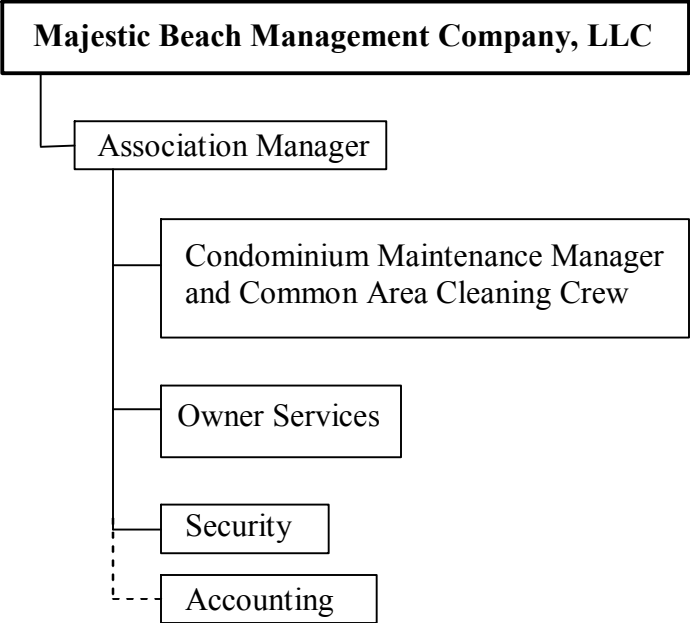 Majestic Beach Management Company, LLC
Association Manager
Condominium Maintenance Manager
and Common Area Cleaning Crew
Owner Services
Security
Accounting